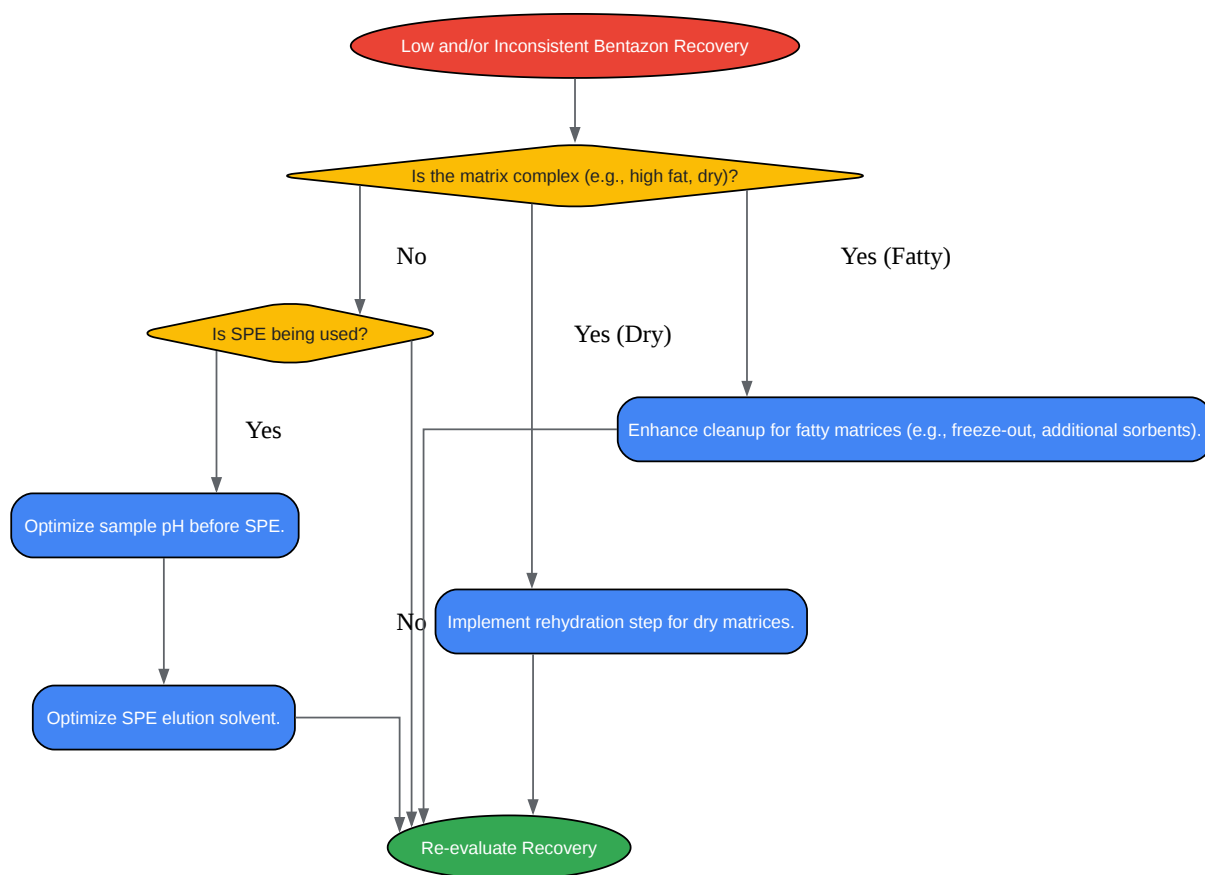 Low and/or Inconsistent Bentazon Recovery
Is the matrix complex (e.g., high fat, dry)?
No
Yes (Fatty)
Is SPE being used?
Yes (Dry)
Yes
Enhance cleanup for fatty matrices (e.g., freeze-out, additional sorbents).
Optimize sample pH before SPE.
No
Implement rehydration step for dry matrices.
Optimize SPE elution solvent.
Re-evaluate Recovery